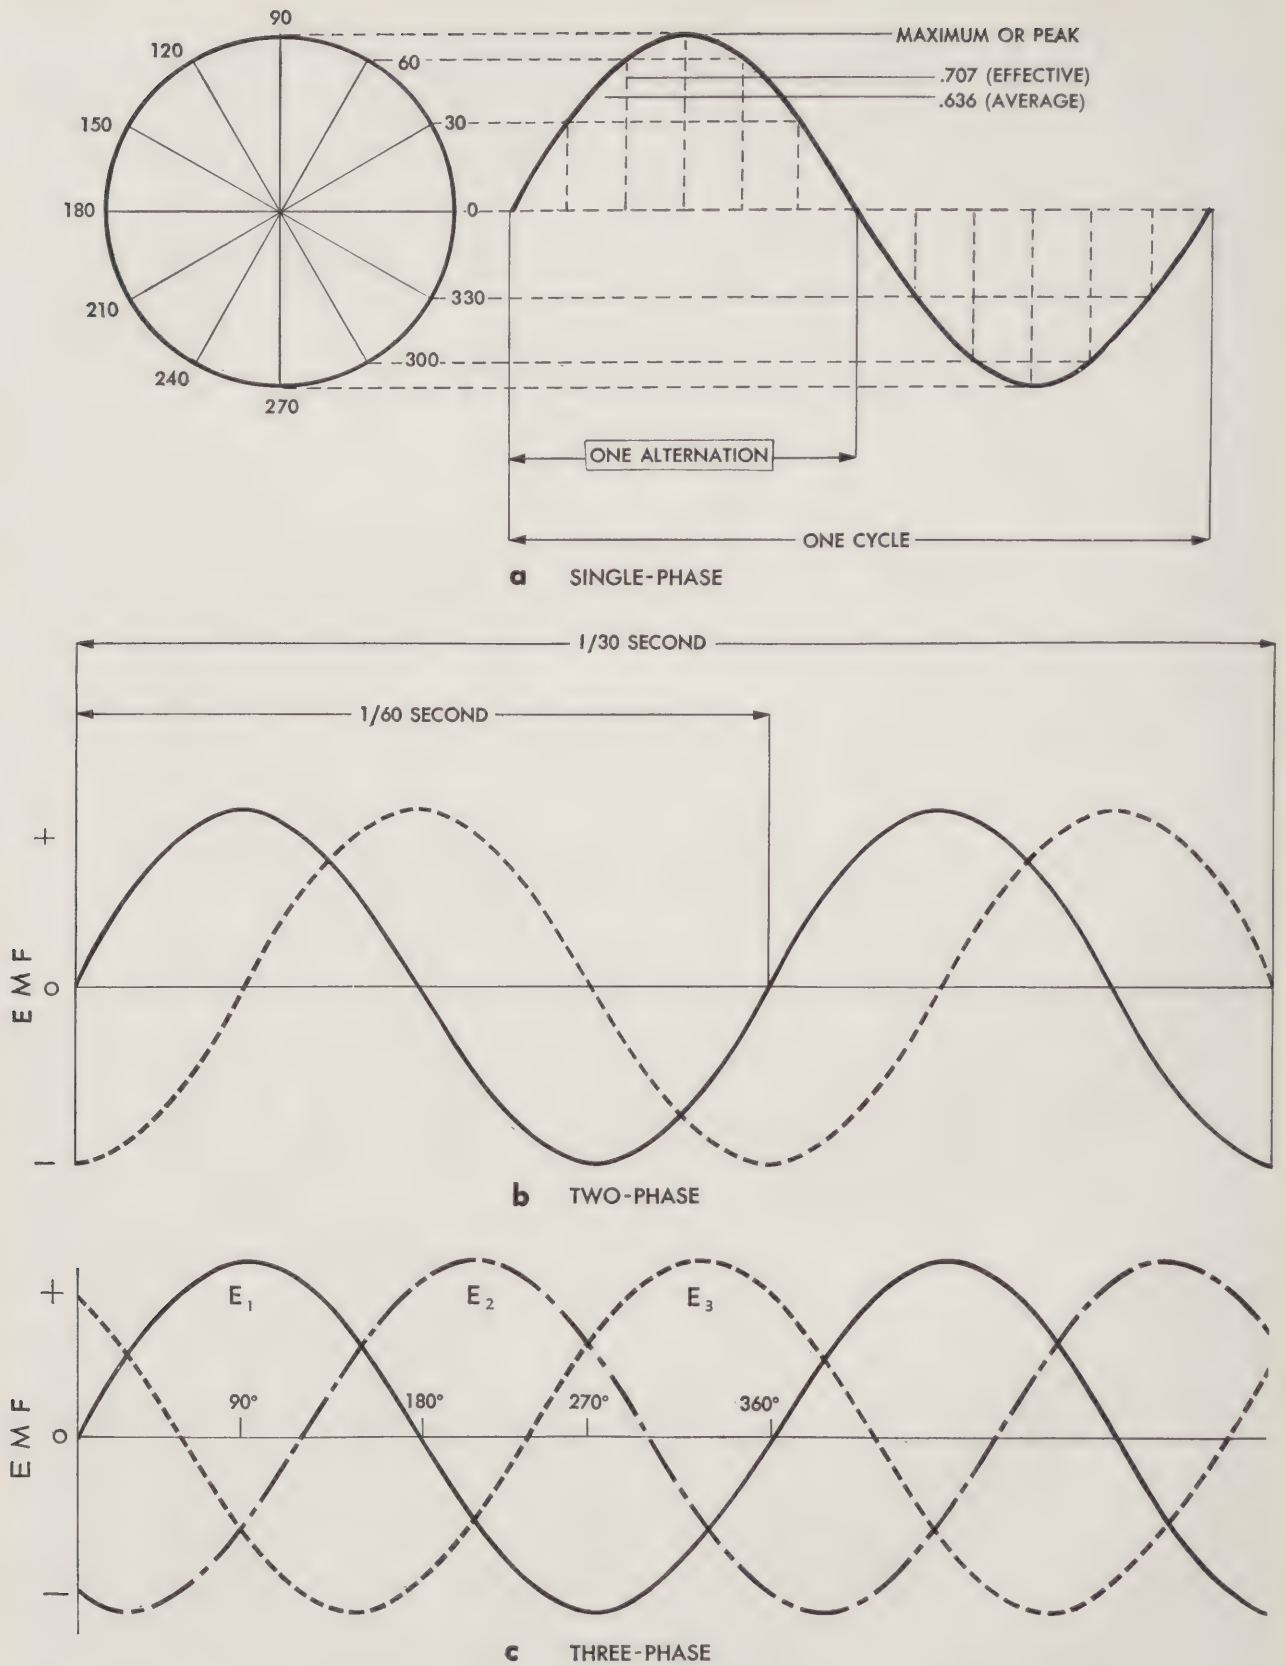 90
120
60
150
30
180
0
210
330
240
300
270
MAXIMUM OR PEAK
.707 (EFFECTIVE)
.636 (AVERAGE)
ONE ALTERNATION
ONE CYCLE
a SINGLE-PHASE
1/30 SECOND
1/60 SECOND
+
EMF
0
−
b TWO-PHASE
+
E1
E2
E3
90°
180°
270°
360°
EMF
0
−
c THREE-PHASE